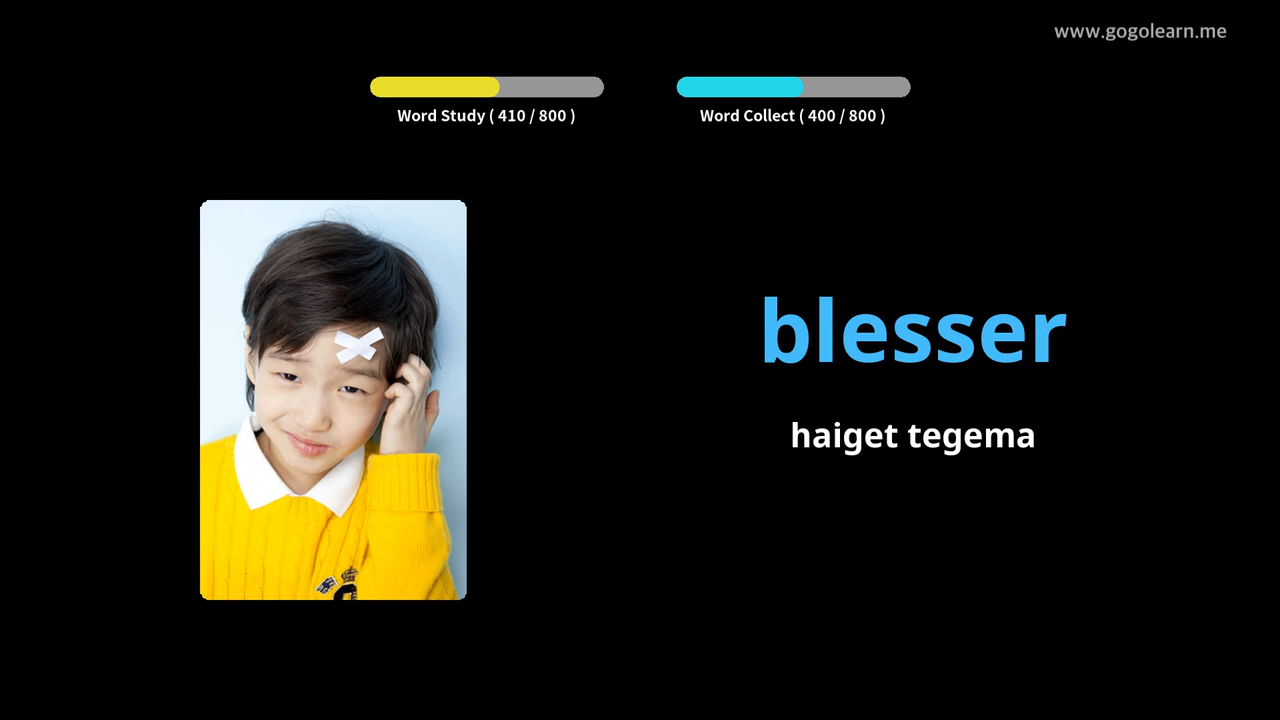 www.gogolearn.me
Word Study ( 410 / 800 )
Word Collect ( 400 / 800 )
blesser
haiget tegema